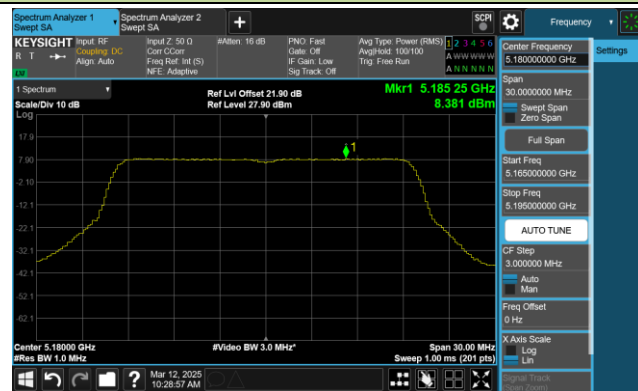 Spectrum Analyzer 1
Swept SA
Spectrum Analyzer 2
Swept SA
+
SCPI
Frequency
KEYSIGHT
R T
LW
Input: RF
Coupling: DC
Align: Auto
Input Z: 50 Ω
Corr CCorr
Freq Ref: Int (S)
NFE: Adaptive
#Atten: 16 dB
PNO: Fast
Gate: Off
IF Gain: Low
Sig Track: Off
Avg Type: Power (RMS)
Avg|Hold: 100/100
Trig: Free Run
1 2 3 4 5 6
A W W W W W
A N N N N N
1 Spectrum
Scale/Div 10 dB
Log
Ref Lvl Offset 21.90 dB
Ref Level 27.90 dBm
Mkr1 5.185 25 GHz
8.381 dBm
17.9
7.90
-2.10
-12.1
-22.1
-32.1
-42.1
-52.1
-62.1
1
Center 5.18000 GHz
#Res BW 1.0 MHz
#Video BW 3.0 MHz*
Span 30.00 MHz
Sweep 1.00 ms (201 pts)
Center Frequency
5.180000000 GHz
Settings
Span
30.0000000 MHz
Swept Span
Zero Span
Full Span
Start Freq
5.165000000 GHz
Stop Freq
5.195000000 GHz
AUTO TUNE
CF Step
3.000000 MHz
Auto
Man
Freq Offset
0 Hz
X Axis Scale
Log
Lin
Signal Track
(Span Zoom)
?
Mar 12, 2025
10:28:57 AM